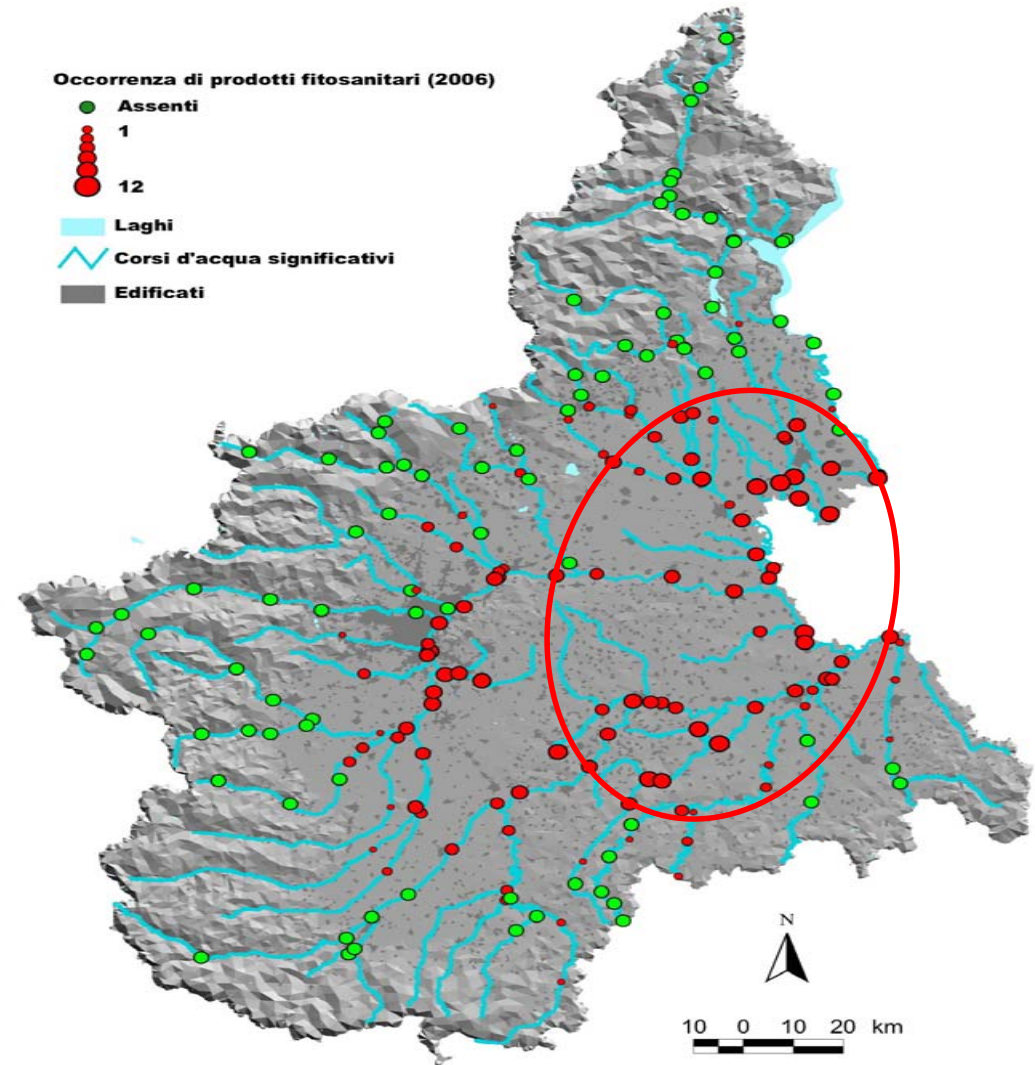 Occorrenza di prodotti fitosanitari (2006)
Assenti
1
12
Laghi
Corsi d'acqua significativi
Edificati
N
10 0 10 20 km